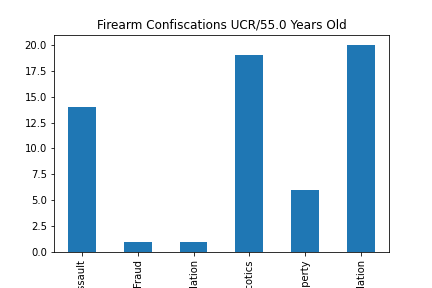 Firearm Confiscations UCR/55.0 Years Old
20.0
17.5
15.0
12.5
10.0
7.5
5.0
2.5
0.0
ssault
Fraud
lation
cotics
perty
lation